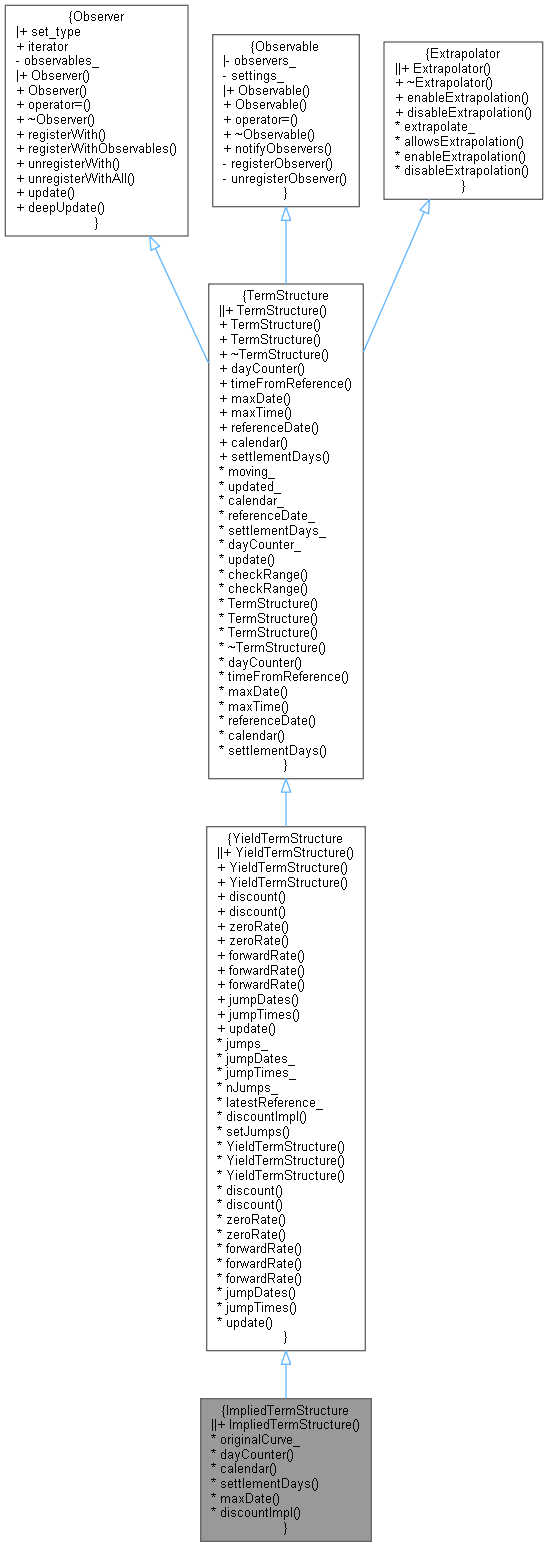 {Observer
|+ set_type
+ iterator
- observables_
|+ Observer()
+ Observer()
+ operator=()
+ ~Observer()
+ registerWith()
+ registerWithObservables()
+ unregisterWith()
+ unregisterWithAll()
+ update()
+ deepUpdate()
}
{Observable
|- observers_
- settings_
|+ Observable()
+ Observable()
+ operator=()
+ ~Observable()
+ notifyObservers()
- registerObserver()
- unregisterObserver()
}
{Extrapolator
||+ Extrapolator()
+ ~Extrapolator()
+ enableExtrapolation()
+ disableExtrapolation()
* extrapolate_
* allowsExtrapolation()
* enableExtrapolation()
* disableExtrapolation()
}
{TermStructure
||+ TermStructure()
+ TermStructure()
+ TermStructure()
+ ~TermStructure()
+ dayCounter()
+ timeFromReference()
+ maxDate()
+ maxTime()
+ referenceDate()
+ calendar()
+ settlementDays()
* moving_
* updated_
* calendar_
* referenceDate_
* settlementDays_
* dayCounter_
* update()
* checkRange()
* checkRange()
* TermStructure()
* TermStructure()
* TermStructure()
* ~TermStructure()
* dayCounter()
* timeFromReference()
* maxDate()
* maxTime()
* referenceDate()
* calendar()
* settlementDays()
}
{YieldTermStructure
||+ YieldTermStructure()
+ YieldTermStructure()
+ YieldTermStructure()
+ discount()
+ discount()
+ zeroRate()
+ zeroRate()
+ forwardRate()
+ forwardRate()
+ forwardRate()
+ jumpDates()
+ jumpTimes()
+ update()
* jumps_
* jumpDates_
* jumpTimes_
* nJumps_
* latestReference_
* discountImpl()
* setJumps()
* YieldTermStructure()
* YieldTermStructure()
* YieldTermStructure()
* discount()
* discount()
* zeroRate()
* zeroRate()
* forwardRate()
* forwardRate()
* forwardRate()
* jumpDates()
* jumpTimes()
* update()
}
{ImpliedTermStructure
||+ ImpliedTermStructure()
* originalCurve_
* dayCounter()
* calendar()
* settlementDays()
* maxDate()
* discountImpl()
}